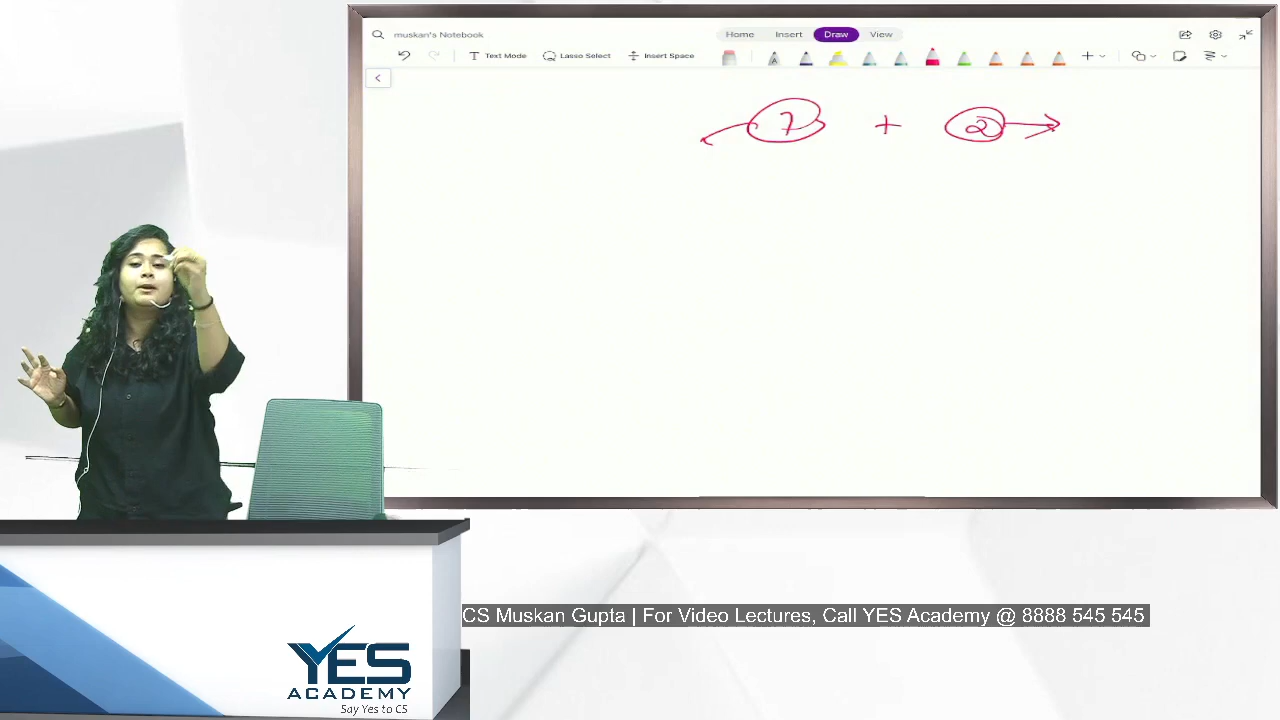 muskan's Notebook
Home Insert Draw View
Text Mode Lasso Select Insert Space
7 + 2
CS Muskan Gupta | For Video Lectures, Call YES Academy @ 8888 545 545
YES
ACADEMY
Say Yes to CS